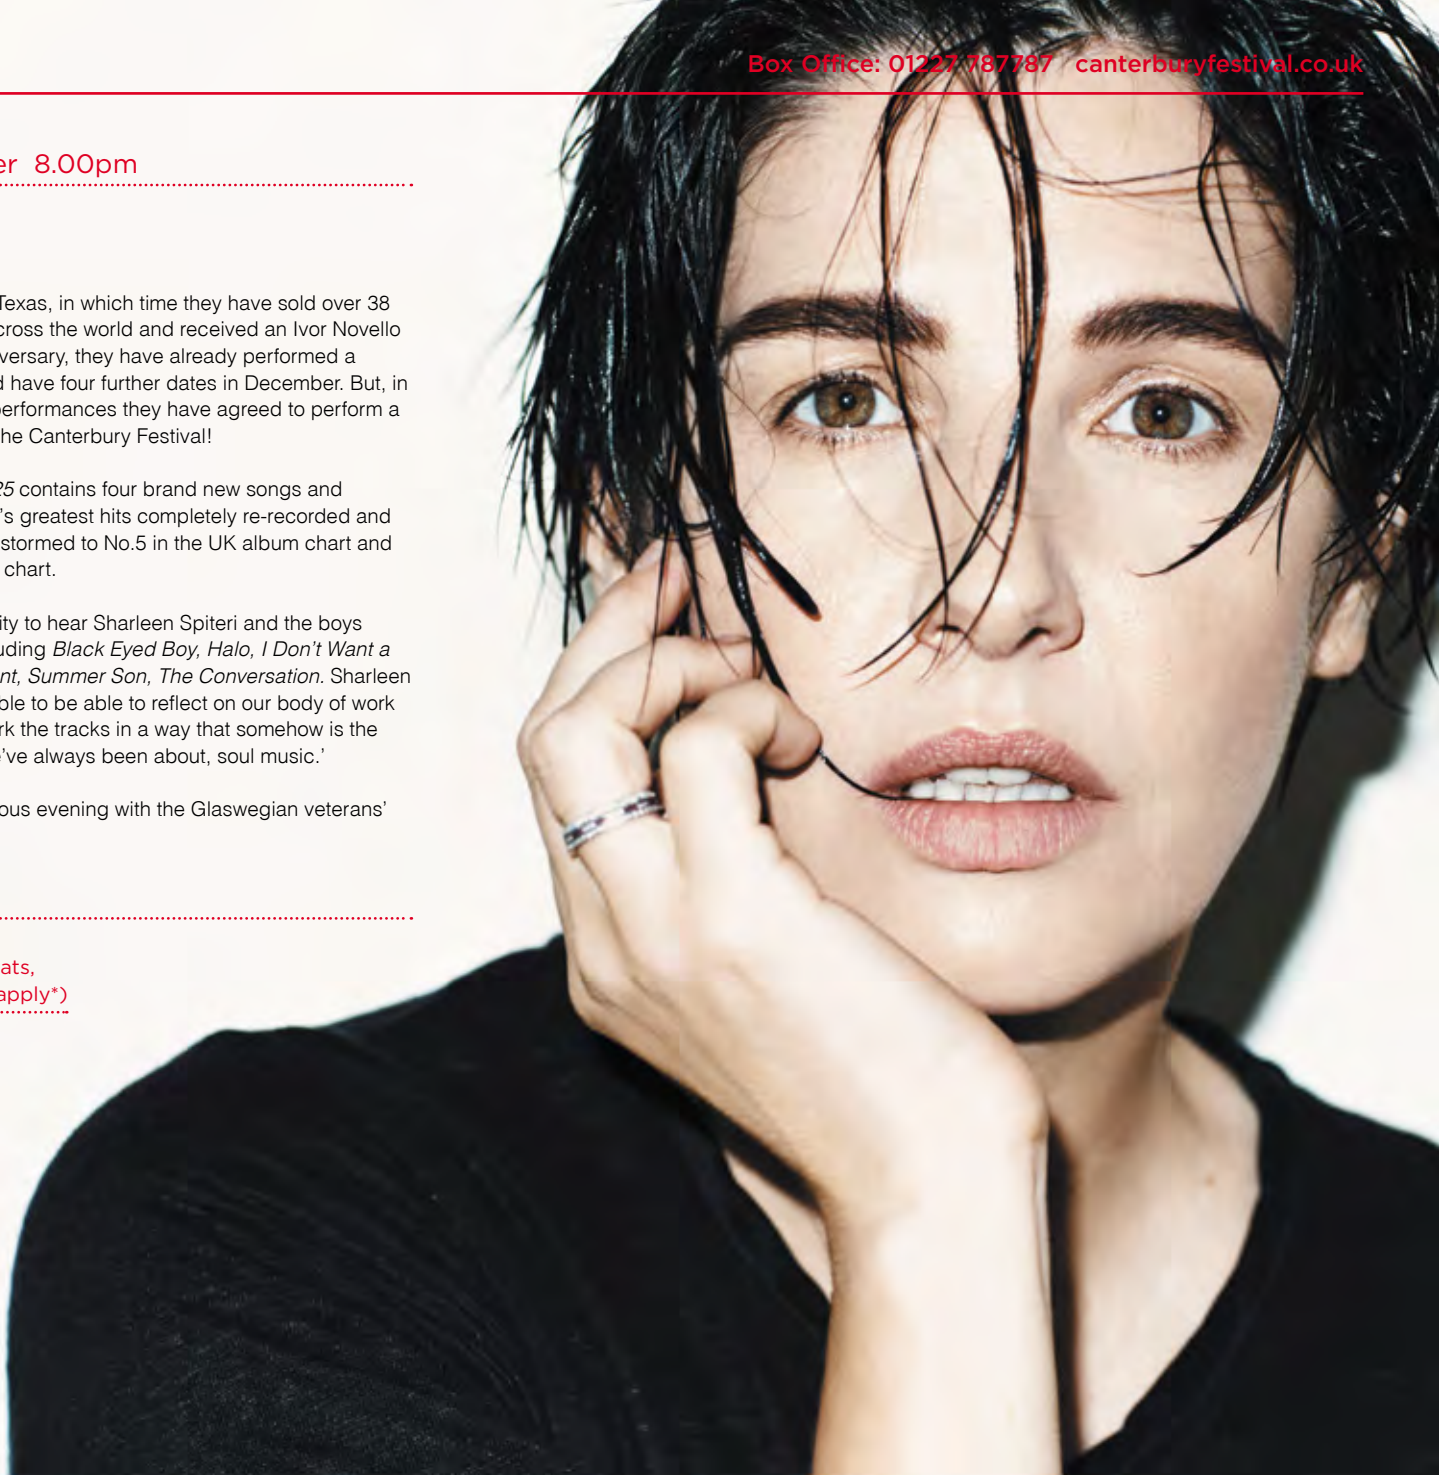 Box Office: 01227 787787 canterburyfestival.co.uk
er 8.00pm
Texas, in which time they have sold over 38
cross the world and received an Ivor Novello
versary, they have already performed a
d have four further dates in December. But, in
performances they have agreed to perform a
he Canterbury Festival!
25 contains four brand new songs and
's greatest hits completely re-recorded and
stormed to No.5 in the UK album chart and
chart.
ity to hear Sharleen Spiteri and the boys
uding Black Eyed Boy, Halo, I Don't Want a
nt, Summer Son, The Conversation. Sharleen
ble to be able to reflect on our body of work
rk the tracks in a way that somehow is the
e've always been about, soul music.'
ous evening with the Glaswegian veterans'
ats,
apply*)